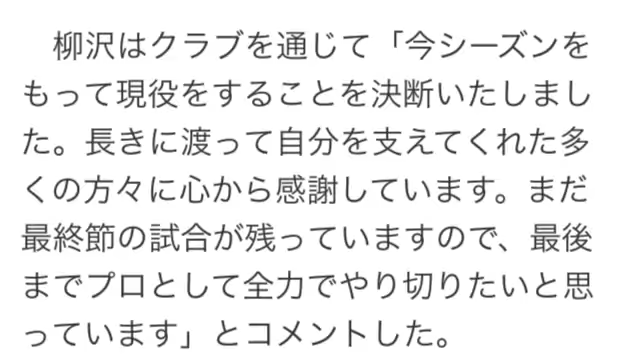 柳沢はクラブを通じて「今シーズンを
もって現役をすることを決断いたしまし
た。長きに渡って自分を支えてくれた多
くの方々に心から感謝しています。まだ
最終節の試合が残っていますので、最後
までプロとして全力でやり切りたいと思
っています」とコメントした。